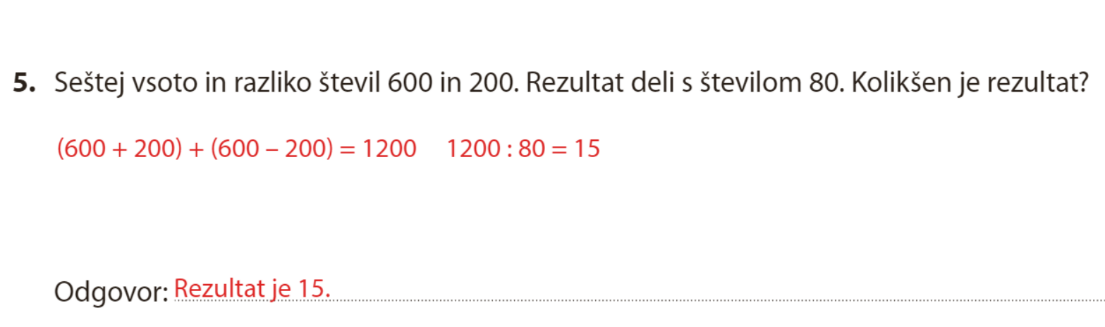 5. Seštej vsoto in razliko števil 600 in 200. Rezultat deli s številom 80. Kolikšen je rezultat?
(600 + 200) + (600 – 200) = 1200 1200 : 80 = 15
Odgovor: Rezultat je 15.